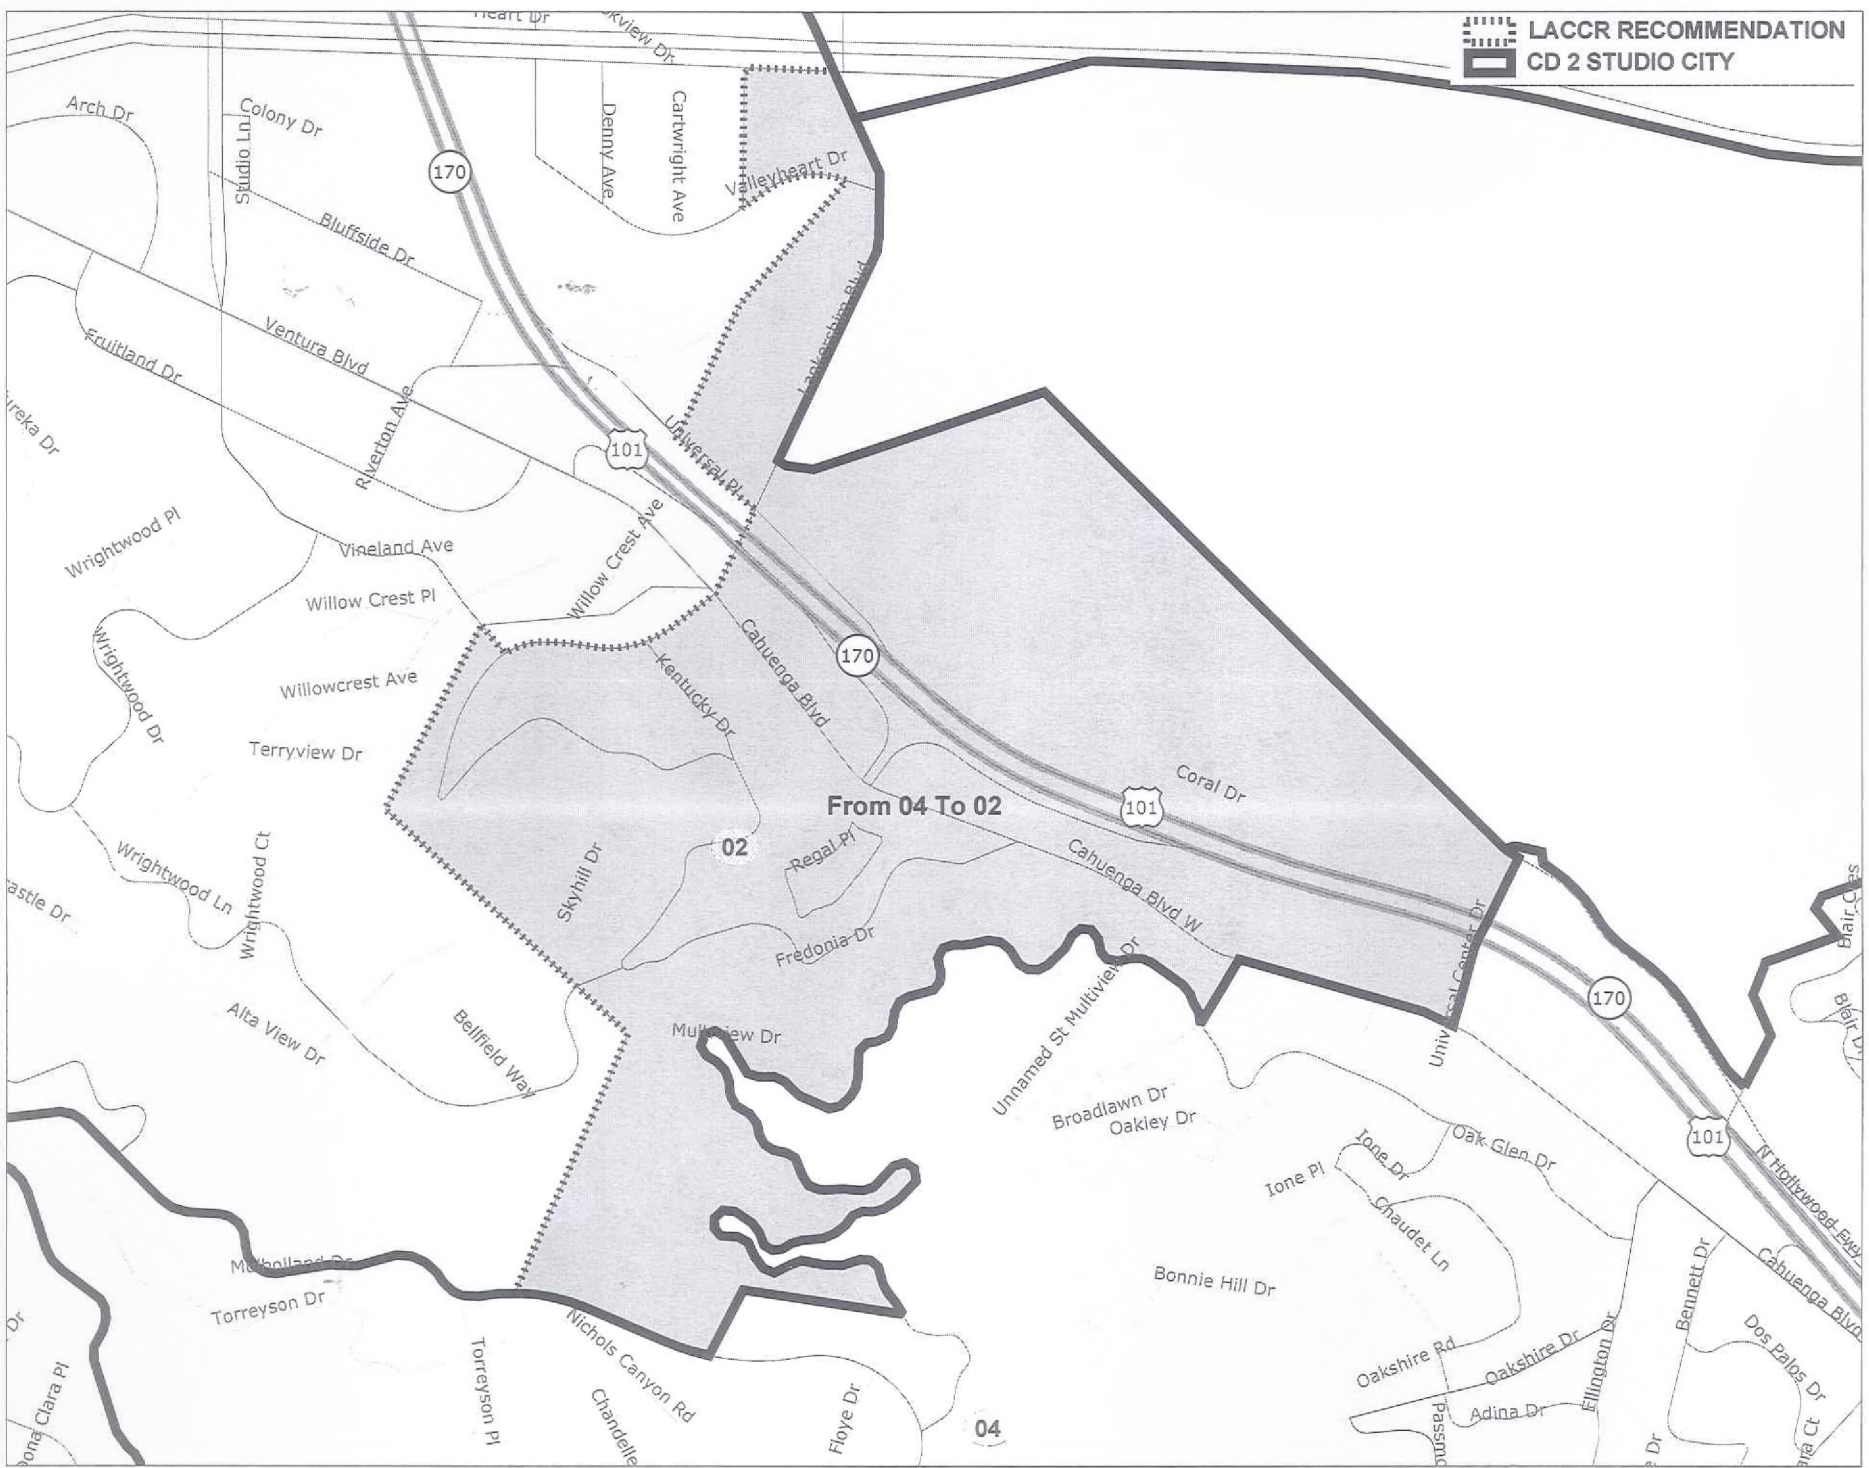 LACCR RECOMMENDATION
CD 2 STUDIO CITY
Heart Dr
Arch Dr
Studio Ln
Colony Dr
Denny Ave
Cartwright Ave
Valleyheart Dr
170
Bluffside Dr
Lankershim Blvd
Ventura Blvd
Fruitland Dr
Riverton Ave
Universal Pl
101
Willow Crest Ave
Wrightwood Pl
Vineland Ave
Willow Crest Pl
Wrightwood Dr
Willowcrest Ave
Kentucky Dr
Cahuenga Blvd
170
Terryview Dr
Coral Dr
101
From 04 To 02
02
Regal Pl
Cahuenga Blvd W
Skyhill Dr
Wrightwood Ln
Wrightwood Ct
Fredonia Dr
Universal Center Dr
170
Alta View Dr
Bellfield Way
Multiview Dr
Unnamed St Multiview Dr
Broadlawn Dr
Oakley Dr
101
Ione Dr
Oak Glen Dr
Ione Pl
N Hollywood Fwy
Chaudet Ln
Mulholland Dr
Torreyson Dr
Bonnie Hill Dr
Bennett Dr
Cahuenga Blvd
Nichols Canyon Rd
Torreyson Pl
Chandelle
Floye Dr
Oakshire Rd
Oakshire Dr
Ellington Dr
Dos Palos Dr
Adina Dr
Passmo
04
Dr
Dr